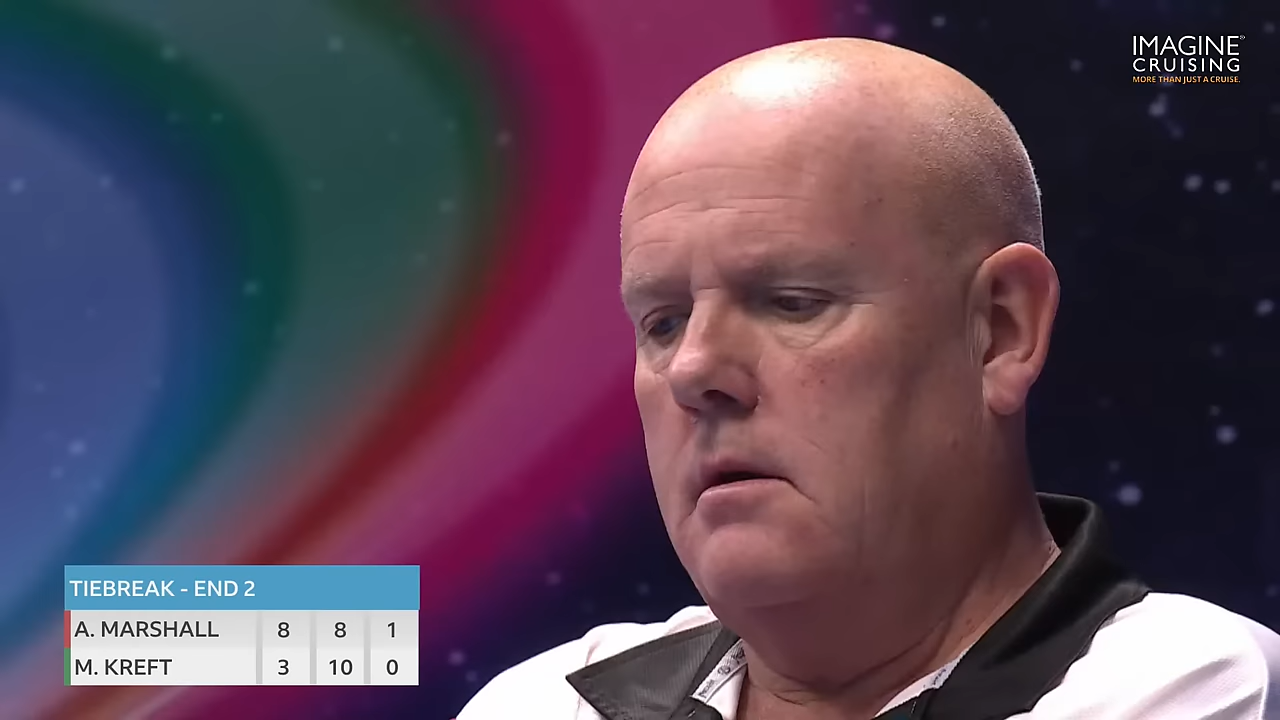 IMAGINE
CRUISING
MORE THAN JUST A CRUISE.
TIEBREAK - END 2
A. MARSHALL 8 8 1
M. KREFT 3 10 0